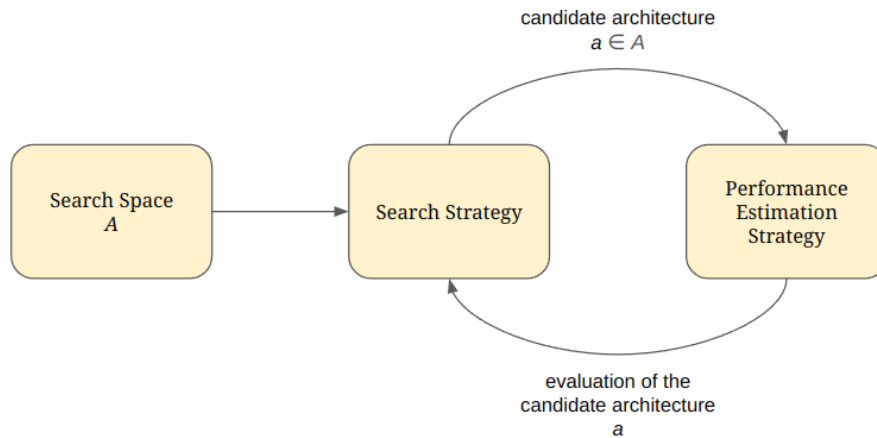 candidate architecture
a ∈ A
Search Space
A
Search Strategy
Performance
Estimation
Strategy
evaluation of the
candidate architecture
a